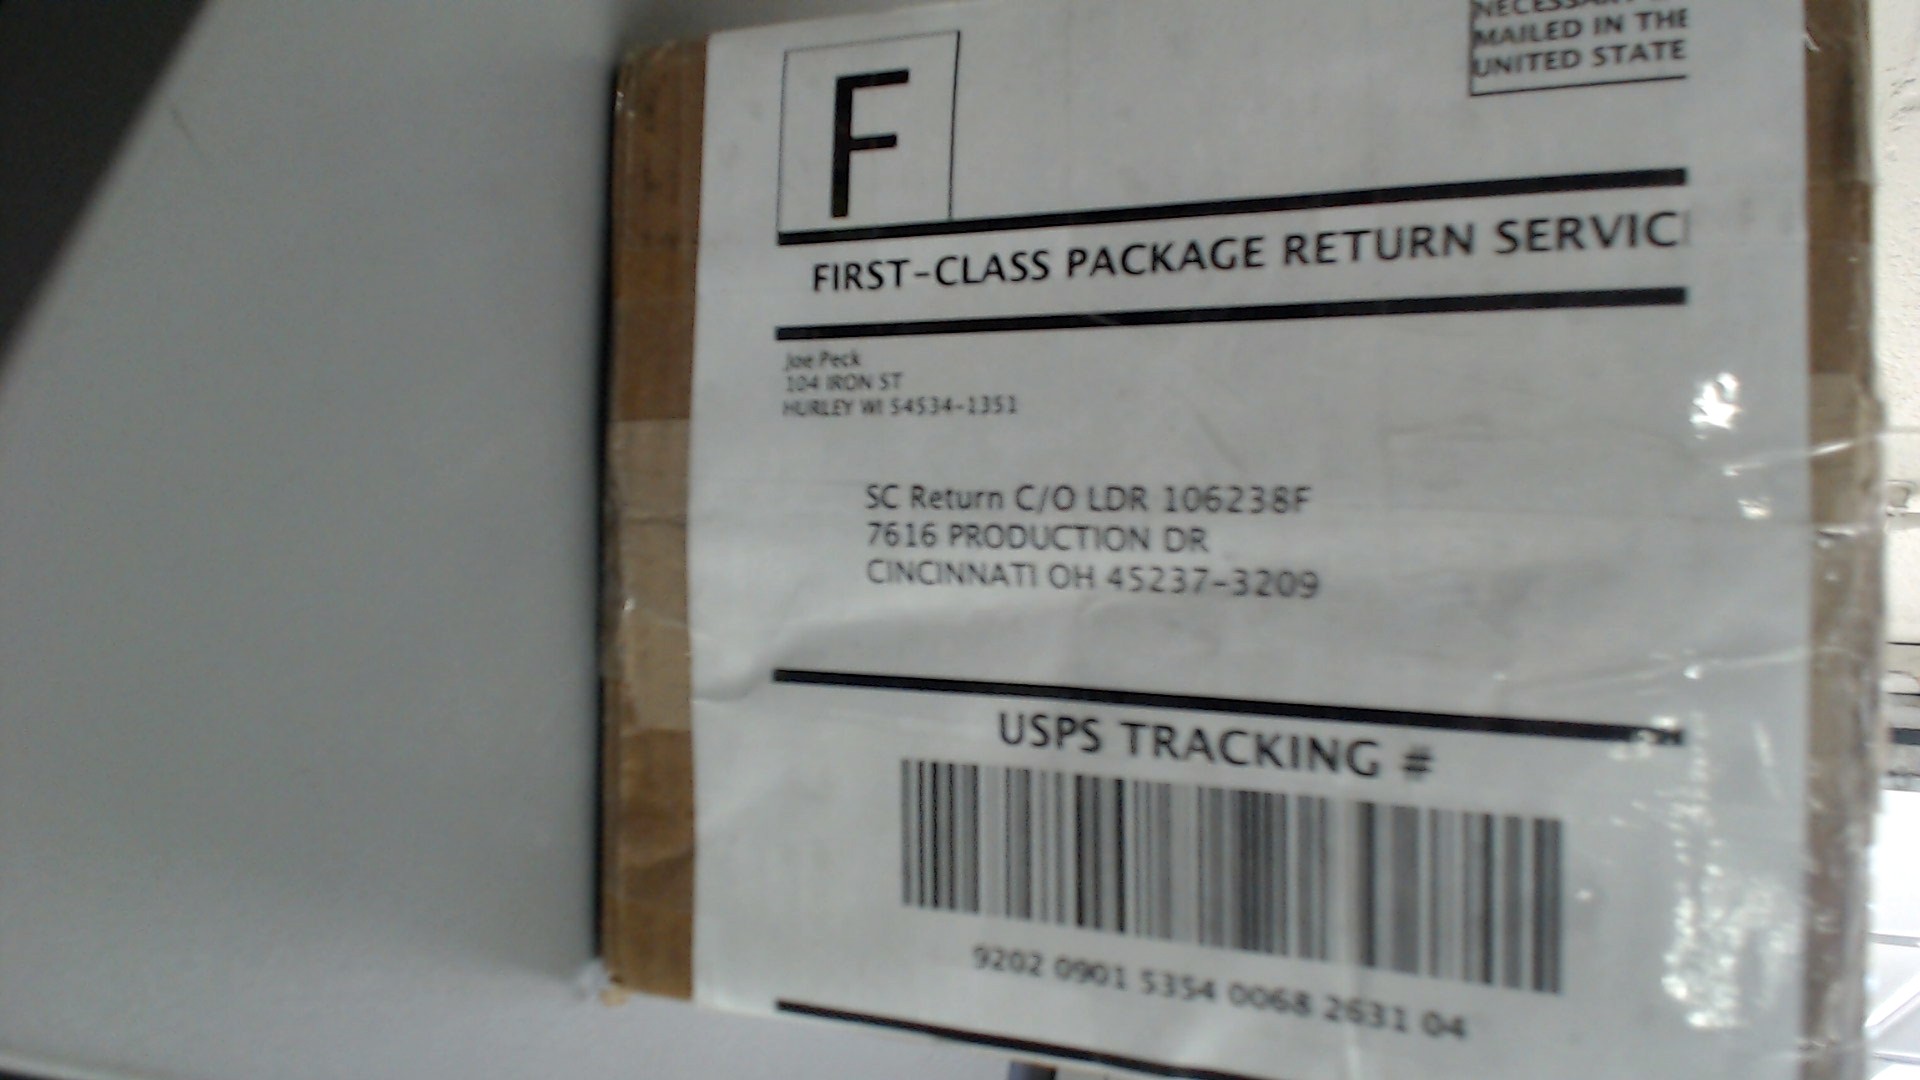 NECESSARY
MAILED IN THE
UNITED STATE
F
FIRST-CLASS PACKAGE RETURN SERVIC
Joe Peck
104 IRON ST
HURLEY WI 54534-1351
SC Return C/O LDR 106238F
7616 PRODUCTION DR
CINCINNATI OH 45237-3209
USPS TRACKING #
9202 0901 5354 0068 2631 04